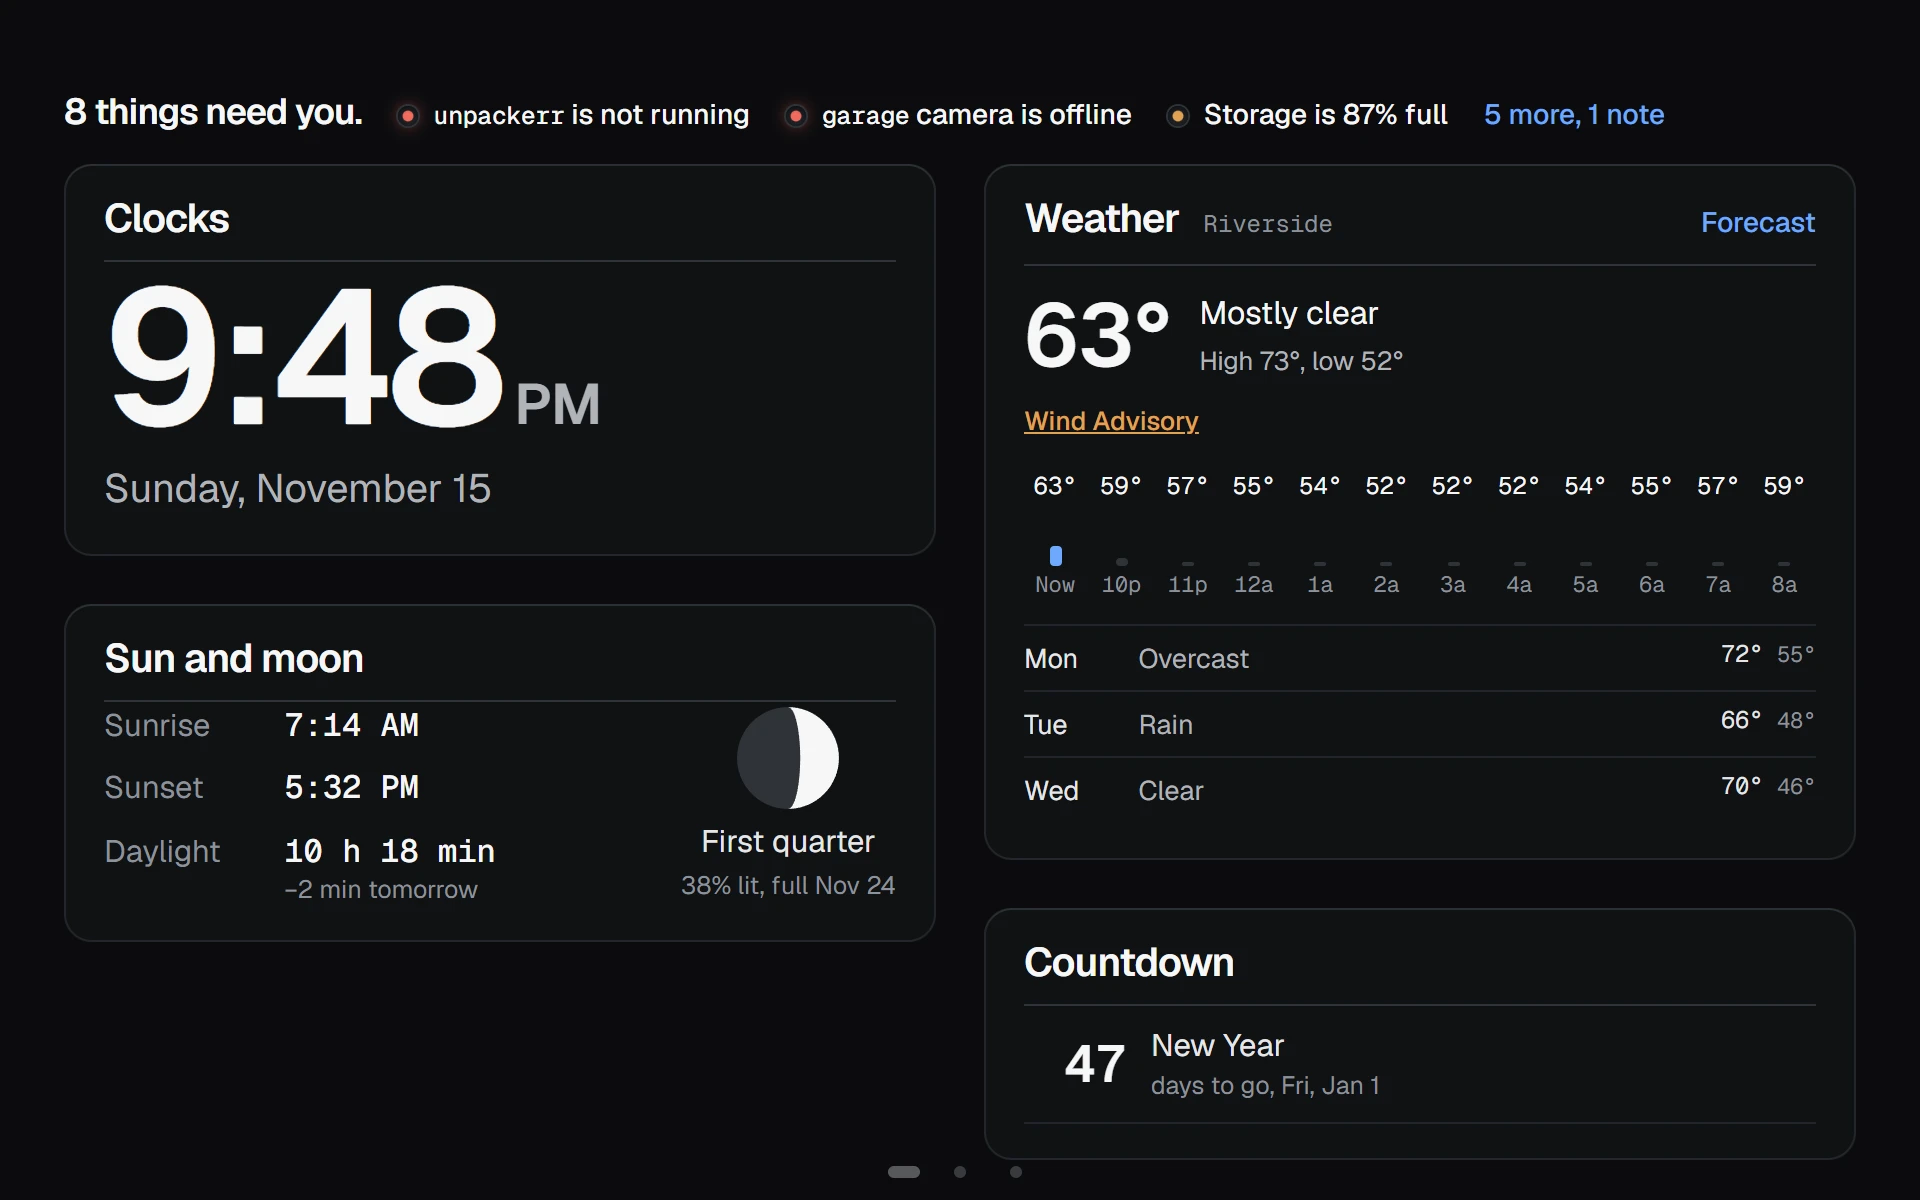 8 things need you. unpackerr is not running garage camera is offline Storage is 87% full 5 more, 1 note
Clocks
9:48 PM
Sunday, November 15
Sun and moon
Sunrise 7:14 AM
Sunset 5:32 PM
Daylight 10 h 18 min
−2 min tomorrow
First quarter
38% lit, full Nov 24
Weather Riverside Forecast
63° Mostly clear
High 73°, low 52°
Wind Advisory
63° 59° 57° 55° 54° 52° 52° 52° 54° 55° 57° 59°
Now 10p 11p 12a 1a 2a 3a 4a 5a 6a 7a 8a
Mon Overcast 72° 55°
Tue Rain 66° 48°
Wed Clear 70° 46°
Countdown
47 New Year
days to go, Fri, Jan 1